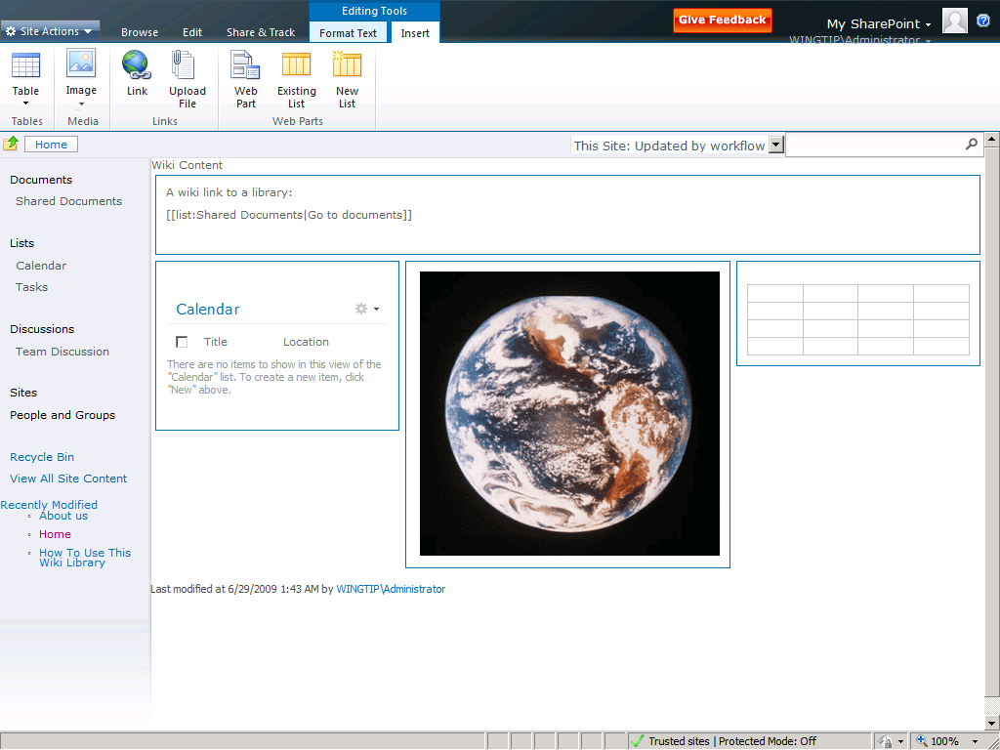 Editing Tools
Site Actions
Browse
Edit
Share & Track
Format Text
Insert
Give Feedback
My SharePoint
WINGTIP\Administrator
Table
Image
Link
Upload
File
Web
Part
Existing
List
New
List
Tables
Media
Links
Web Parts
Home
This Site: Updated by workflow
Documents
Shared Documents
Lists
Calendar
Tasks
Discussions
Team Discussion
Sites
People and Groups
Recycle Bin
View All Site Content
Recently Modified
About us
Home
How To Use This
Wiki Library
Wiki Content
A wiki link to a library:
[[list:Shared Documents|Go to documents]]
Calendar
Title Location
There are no items to show in this view of the
"Calendar" list. To create a new item, click
"New" above.
Last modified at 6/29/2009 1:43 AM by WINGTIP\Administrator
Trusted sites | Protected Mode: Off
100%